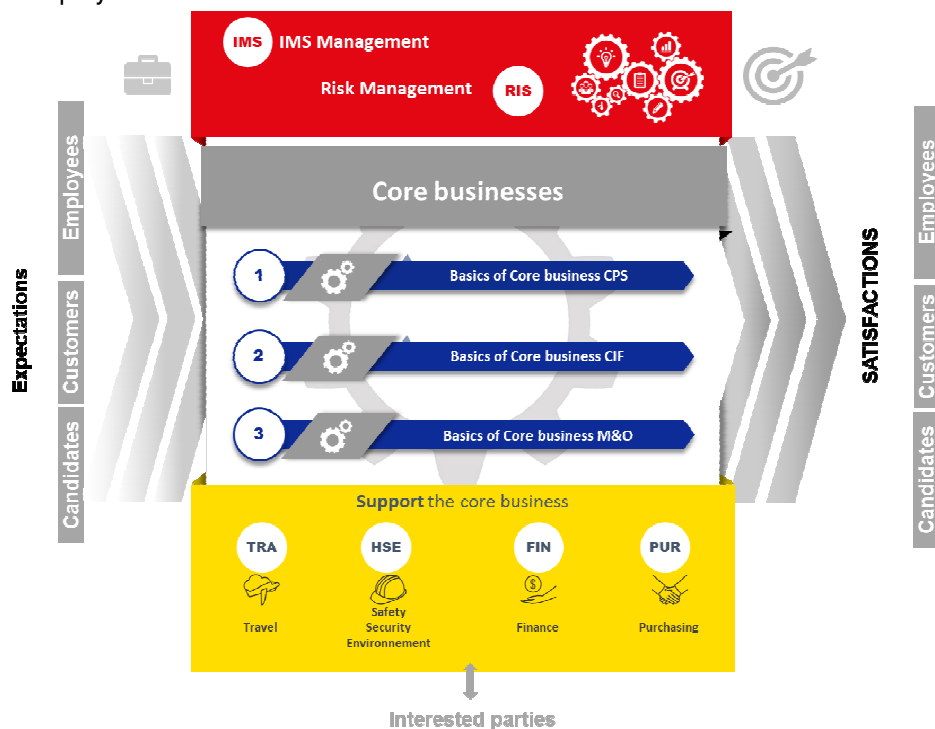 IMS IMS Management
Risk Management RIS
Core businesses
Expectations
Employees
Customers
Candidates
1 Basics of Core business CPS
2 Basics of Core business CIF
3 Basics of Core business M&O
SATISFACTIONS
Employees
Customers
Candidates
Support the core business
TRA HSE FIN PUR
$
Travel
Safety
Security
Environnement
Finance
Purchasing
Interested parties